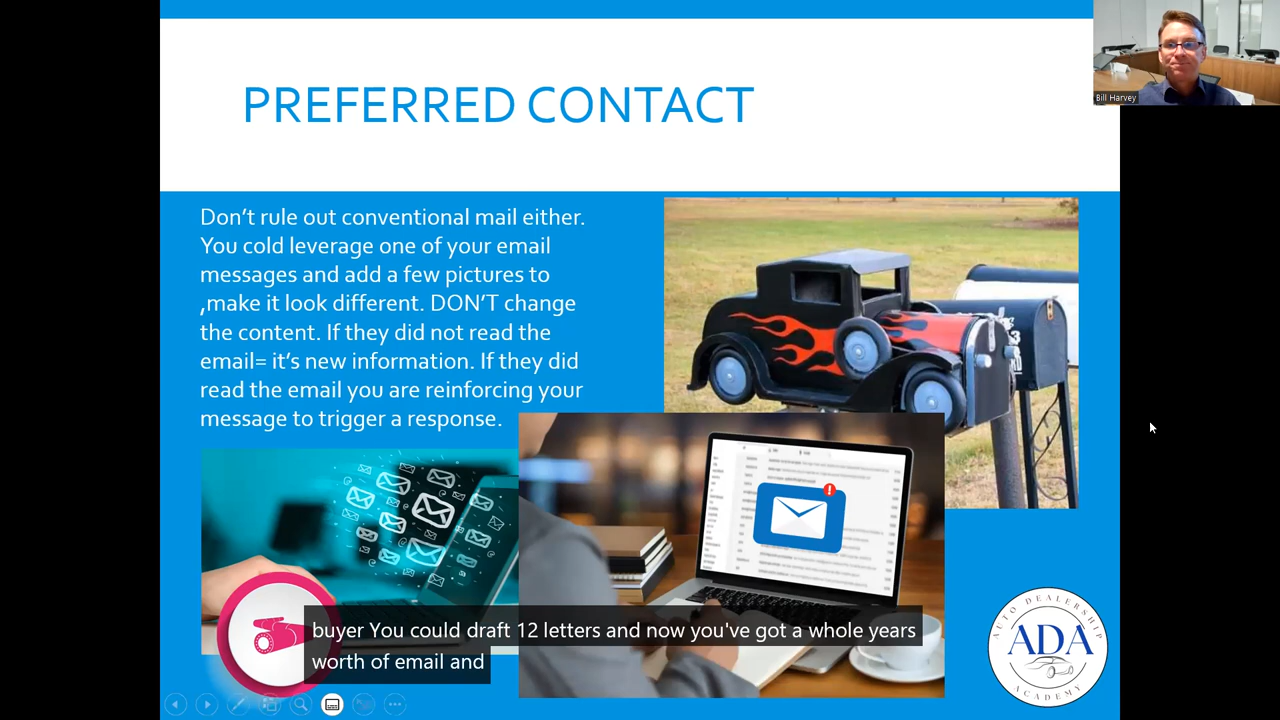 PREFERRED CONTACT
Bill Harvey
Don't rule out conventional mail either.
You cold leverage one of your email
messages and add a few pictures to
,make it look different. DON'T change
the content. If they did not read the
email= it's new information. If they did
read the email you are reinforcing your
message to trigger a response.
buyer You could draft 12 letters and now you've got a whole years
worth of email and
AUTO DEALERSHIP
ADA
ACADEMY